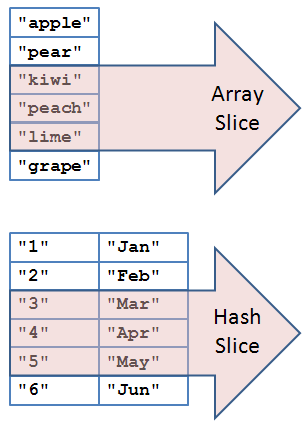 "apple"
"pear"
"kiwi"
"peach"
"lime"
"grape"
Array
Slice
"1" "Jan"
"2" "Feb"
"3" "Mar"
"4" "Apr"
"5" "May"
"6" "Jun"
Hash
Slice